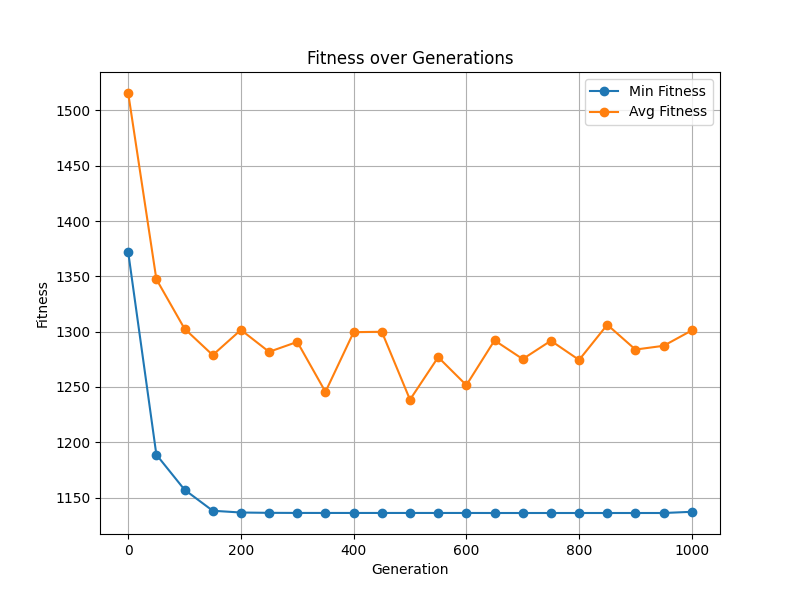 Fitness over Generations
Min Fitness
Avg Fitness
1500
1450
1400
1350
1300
1250
1200
1150
Fitness
0 200 400 600 800 1000
Generation